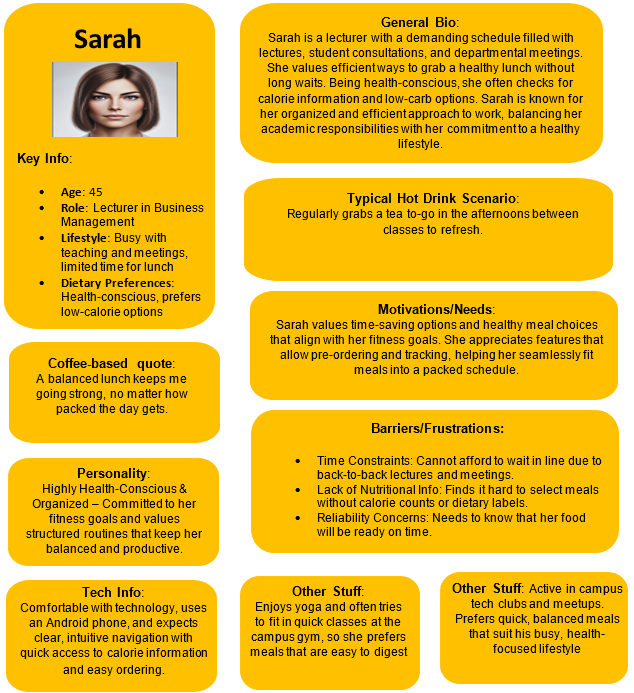 Sarah
Key Info:
• Age: 45
• Role: Lecturer in Business
Management
• Lifestyle: Busy with
teaching and meetings,
limited time for lunch
• Dietary Preferences:
Health-conscious, prefers
low-calorie options
Coffee-based quote:
A balanced lunch keeps me
going strong, no matter how
packed the day gets.
Personality:
Highly Health-Conscious &
Organized – Committed to her
fitness goals and values
structured routines that keep her
balanced and productive.
Tech Info:
Comfortable with technology, uses
an Android phone, and expects
clear, intuitive navigation with
quick access to calorie information
and easy ordering.
General Bio:
Sarah is a lecturer with a demanding schedule filled with
lectures, student consultations, and departmental meetings.
She values efficient ways to grab a healthy lunch without
long waits. Being health-conscious, she often checks for
calorie information and low-carb options. Sarah is known for
her organized and efficient approach to work, balancing her
academic responsibilities with her commitment to a healthy
lifestyle.
Typical Hot Drink Scenario:
Regularly grabs a tea to-go in the afternoons between
classes to refresh.
Motivations/Needs:
Sarah values time-saving options and healthy meal choices
that align with her fitness goals. She appreciates features that
allow pre-ordering and tracking, helping her seamlessly fit
meals into a packed schedule.
Barriers/Frustrations:
• Time Constraints: Cannot afford to wait in line due to
back-to-back lectures and meetings.
• Lack of Nutritional Info: Finds it hard to select meals
without calorie counts or dietary labels.
• Reliability Concerns: Needs to know that her food
will be ready on time.
Other Stuff:
Enjoys yoga and often tries
to fit in quick classes at the
campus gym, so she prefers
meals that are easy to digest
Other Stuff: Active in campus
tech clubs and meetups.
Prefers quick, balanced meals
that suit his busy, health-
focused lifestyle